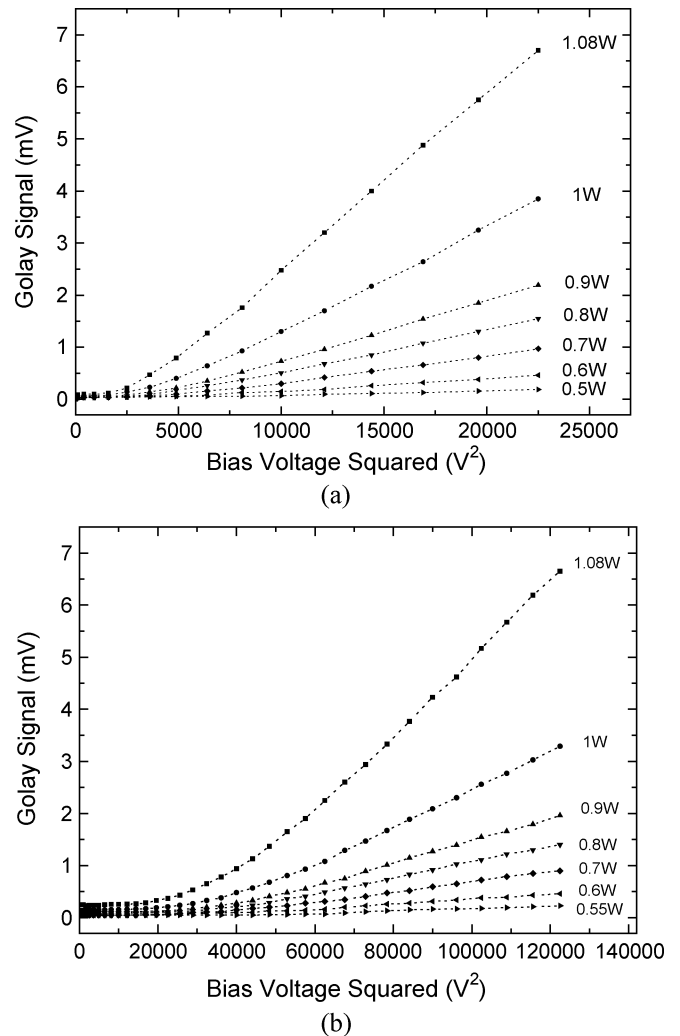 7
6
5
4
3
2
1
0
Golay Signal (mV)
1.08W
1W
0.9W
0.8W
0.7W
0.6W
0.5W
0 5000 10000 15000 20000 25000
Bias Voltage Squared (V²)
(a)
7
6
5
4
3
2
1
0
Golay Signal (mV)
1.08W
1W
0.9W
0.8W
0.7W
0.6W
0.55W
0 20000 40000 60000 80000 100000 120000 140000
Bias Voltage Squared (V²)
(b)